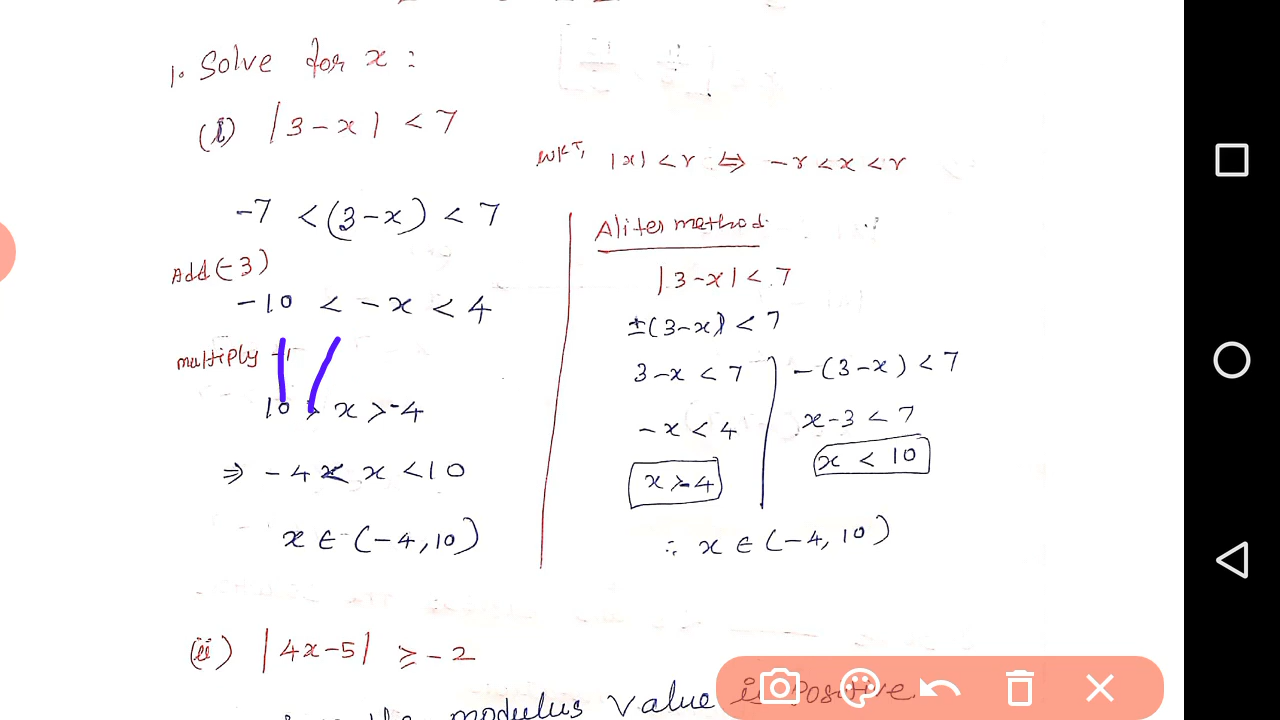 1. Solve for x :
(i) |3-x| < 7
WKT, |x| < r ⇔ -r < x < r
-7 < (3-x) < 7
Add (-3)
-10 < -x < 4
multiply -1
10 > x > -4
⇒ -4 < x < 10
x ∈ (-4, 10)
Aliter method
|3-x| < 7
±(3-x) < 7
3-x < 7
-x < 4
x > -4
-(3-x) < 7
x-3 < 7
x < 10
∴ x ∈ (-4, 10)
(ii) |4x-5| ≥ -2
the modulus value is positive